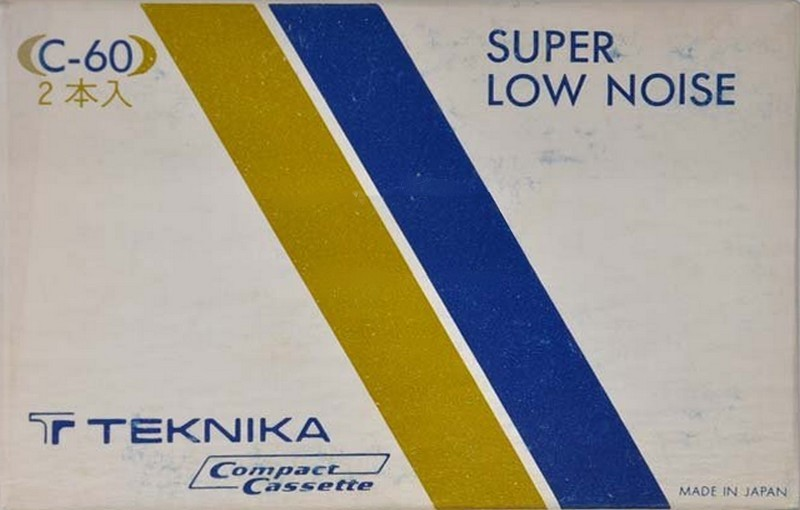 C-60
2本入
SUPER
LOW NOISE
TEKNIKA
Compact
Cassette
MADE IN JAPAN